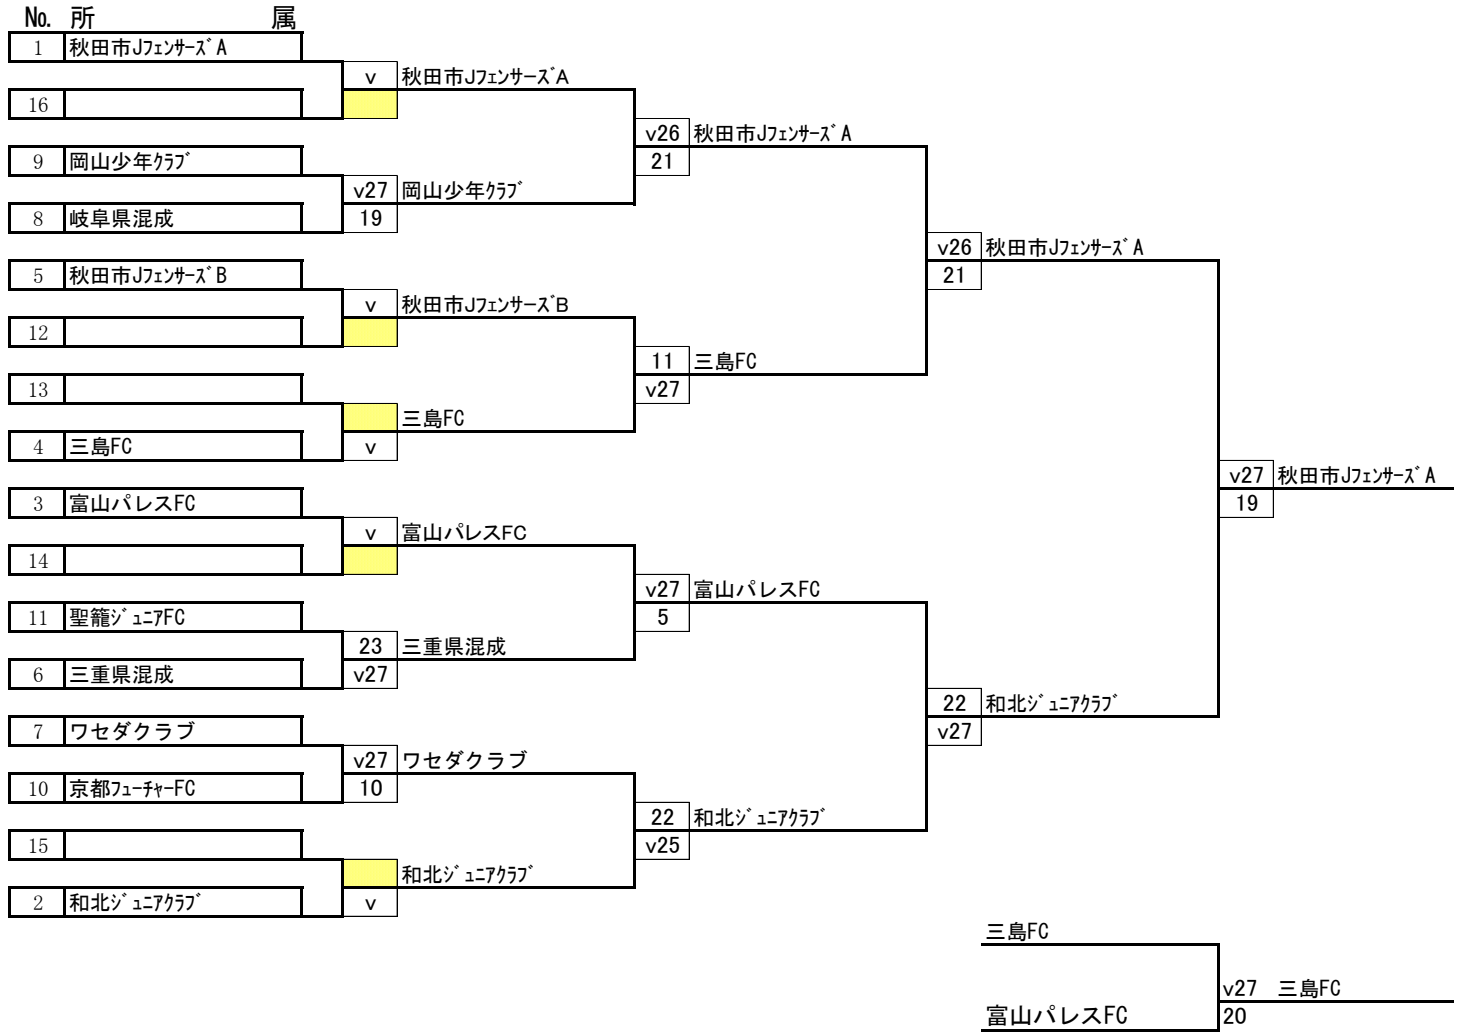 No. 所 属
1 秋田市JﾌｪﾝｻｰｽﾞA
v 秋田市JﾌｪﾝｻｰｽﾞA
16
v26 秋田市JﾌｪﾝｻｰｽﾞA
9 岡山少年ｸﾗﾌﾞ
21
v27 岡山少年ｸﾗﾌﾞ
8 岐阜県混成
19
v26 秋田市JﾌｪﾝｻｰｽﾞA
5 秋田市JﾌｪﾝｻｰｽﾞB
21
v 秋田市JﾌｪﾝｻｰｽﾞB
12
11 三島FC
13
v27
三島FC
4 三島FC
v
v27 秋田市JﾌｪﾝｻｰｽﾞA
3 富山パレスFC
19
v 富山パレスFC
14
v27 富山パレスFC
11 聖籠ｼﾞｭﾆｱFC
5
23 三重県混成
6 三重県混成
v27
22 和北ｼﾞｭﾆｱｸﾗﾌﾞ
7 ワセダクラブ
v27
v27 ワセダクラブ
10 京都ﾌｭｰﾁｬｰFC
10
22 和北ｼﾞｭﾆｱｸﾗﾌﾞ
15
v25
和北ｼﾞｭﾆｱｸﾗﾌﾞ
2 和北ｼﾞｭﾆｱｸﾗﾌﾞ
v
三島FC
v27 三島FC
富山パレスFC
20